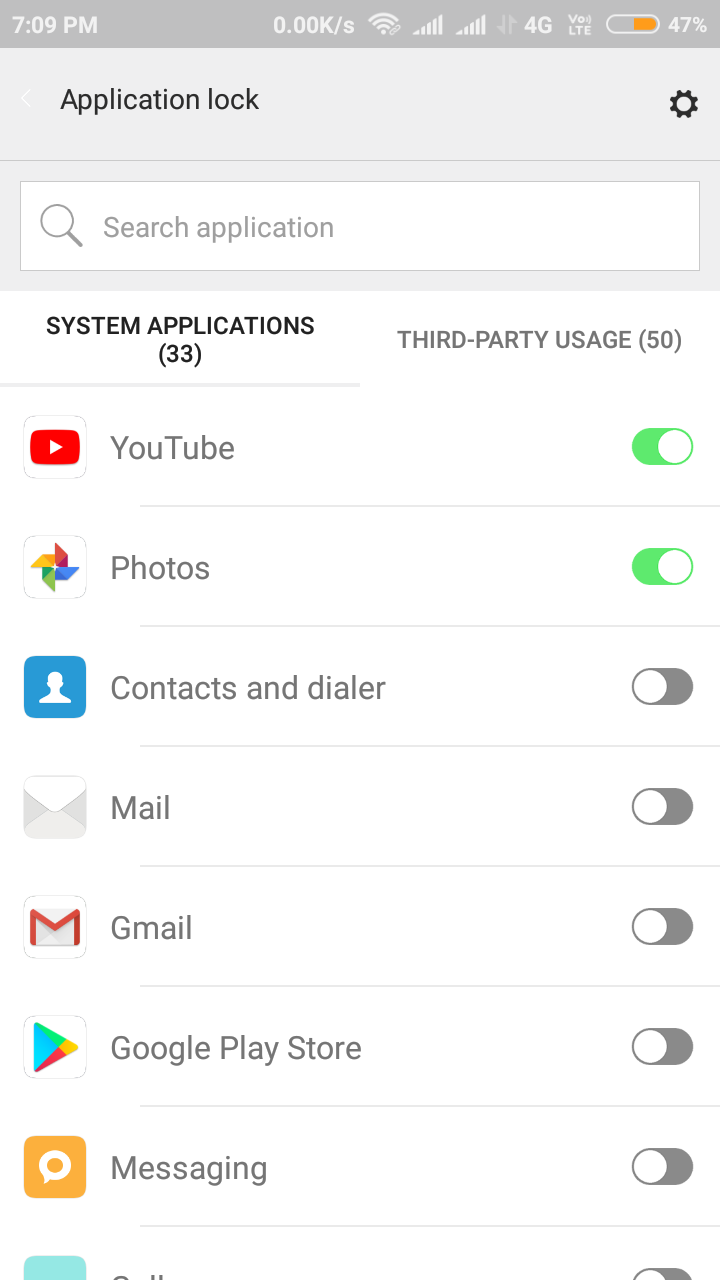 7:09 PM 0.00K/s 4G Vo LTE 47%
Application lock
Search application
SYSTEM APPLICATIONS
(33)
THIRD-PARTY USAGE (50)
YouTube
Photos
Contacts and dialer
Mail
Gmail
Google Play Store
Messaging